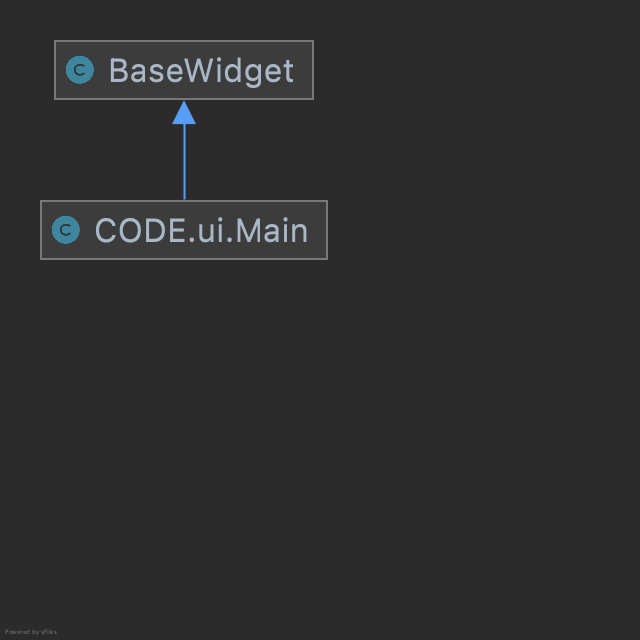 C BaseWidget
C CODE.ui.Main
Powered by yFiles